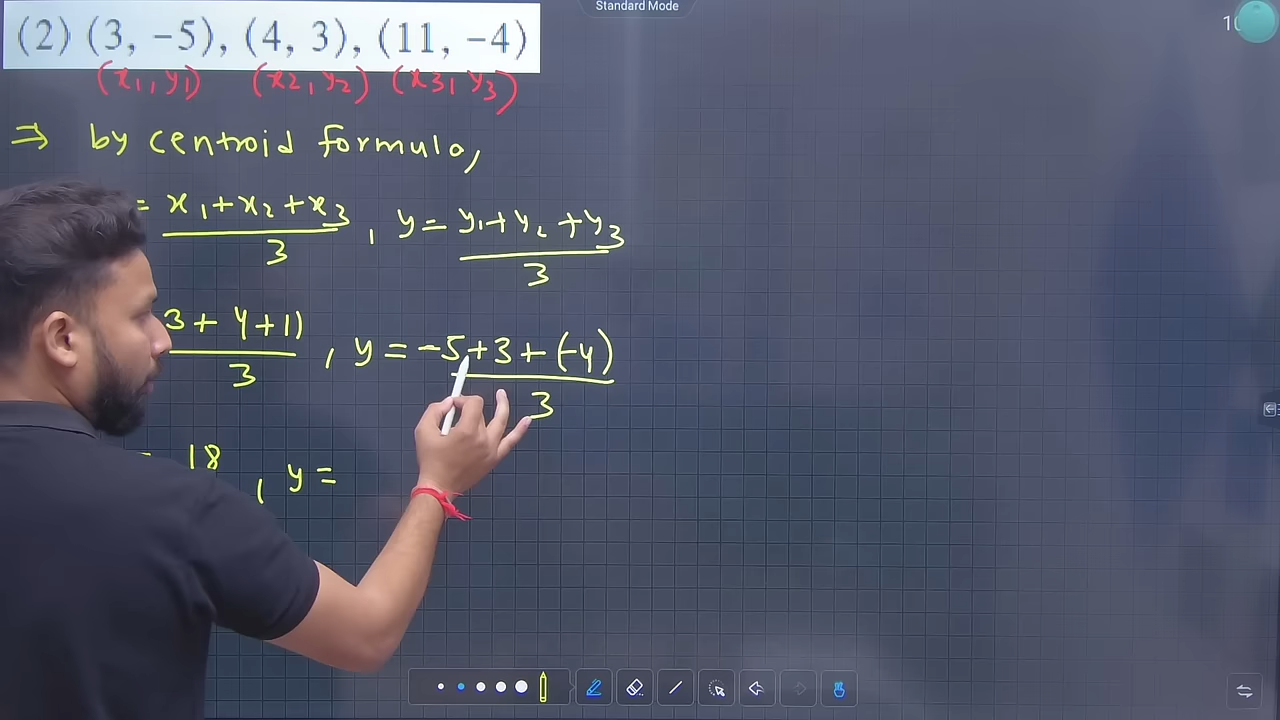 Standard Mode
(2) (3, −5), (4, 3), (11, −4)
(x1, y1) (x2, y2) (x3, y3)
⇒ by centroid formula,
= x1+x2+x3 / 3 , y = y1+y2+y3 / 3
3+4+11 / 3 , y = −5+3+(−4) / 3
= 18 , y =